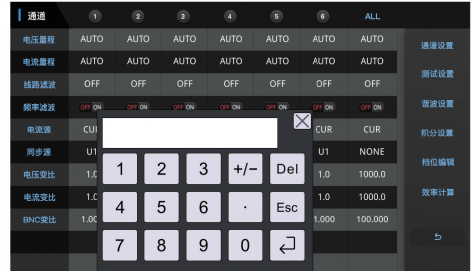 通道 1 2 3 4 5 6 ALL
电压量程 AUTO AUTO AUTO AUTO AUTO AUTO AUTO
通道设置
电流量程 AUTO AUTO AUTO AUTO AUTO AUTO AUTO
测试设置
线路滤波 OFF OFF OFF OFF OFF OFF OFF
频率滤波 OFF ON OFF ON OFF ON OFF ON OFF ON OFF ON OFF ON
谐波设置
电流源 CUR CUR
积分设置
同步源 U1 U1 NONE
档位编辑
电压变比 1.0 1.0 1000.0
电流变比 1.0 1.0 1000.0
效率计算
BNC变比 1.00 1.000 100.000
1 2 3 +/- Del
4 5 6 · Esc
7 8 9 0